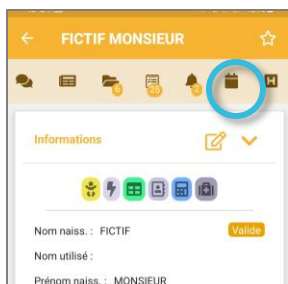 FICTIF MONSIEUR
6 25 2 H
Informations
Nom naiss. : FICTIF Valide
Nom utilisé :
Prénom naiss. : MONSIEUR